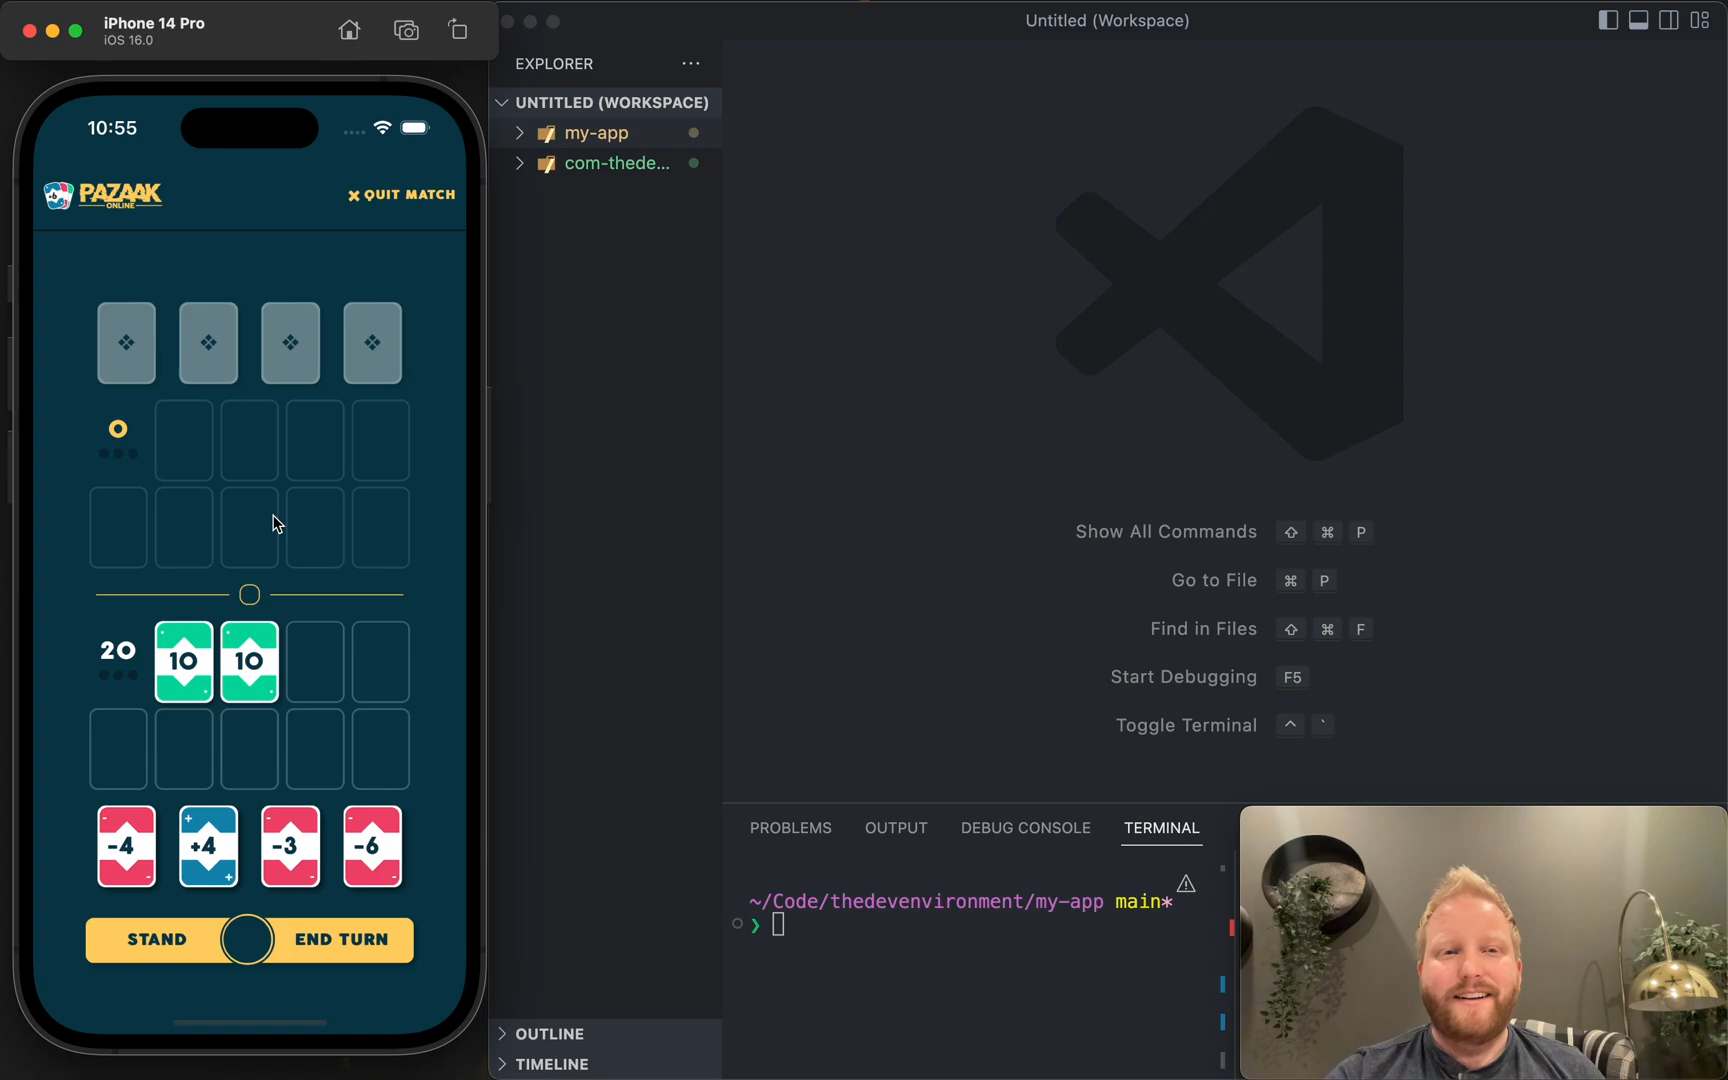 iPhone 14 Pro
iOS 16.0
10:55
+6 PAZAAK
ONLINE
QUIT MATCH
0
20
10
10
-4
+4
-3
-6
STAND
END TURN
Untitled (Workspace)
EXPLORER
UNTITLED (WORKSPACE)
my-app
com-thede...
OUTLINE
TIMELINE
Show All Commands ⇧ ⌘ P
Go to File ⌘ P
Find in Files ⇧ ⌘ F
Start Debugging F5
Toggle Terminal ^ `
PROBLEMS OUTPUT DEBUG CONSOLE TERMINAL
~/Code/thedevenvironment/my-app main*
❯